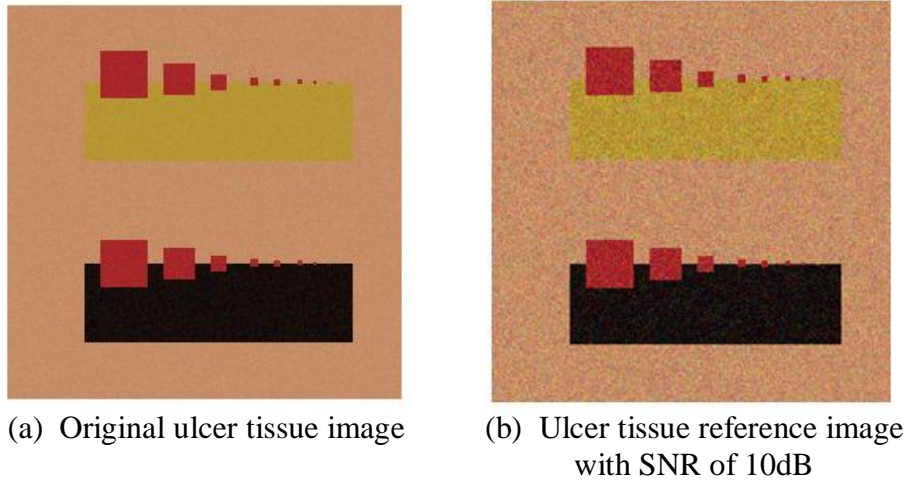 (a) Original ulcer tissue image
(b) Ulcer tissue reference image
with SNR of 10dB